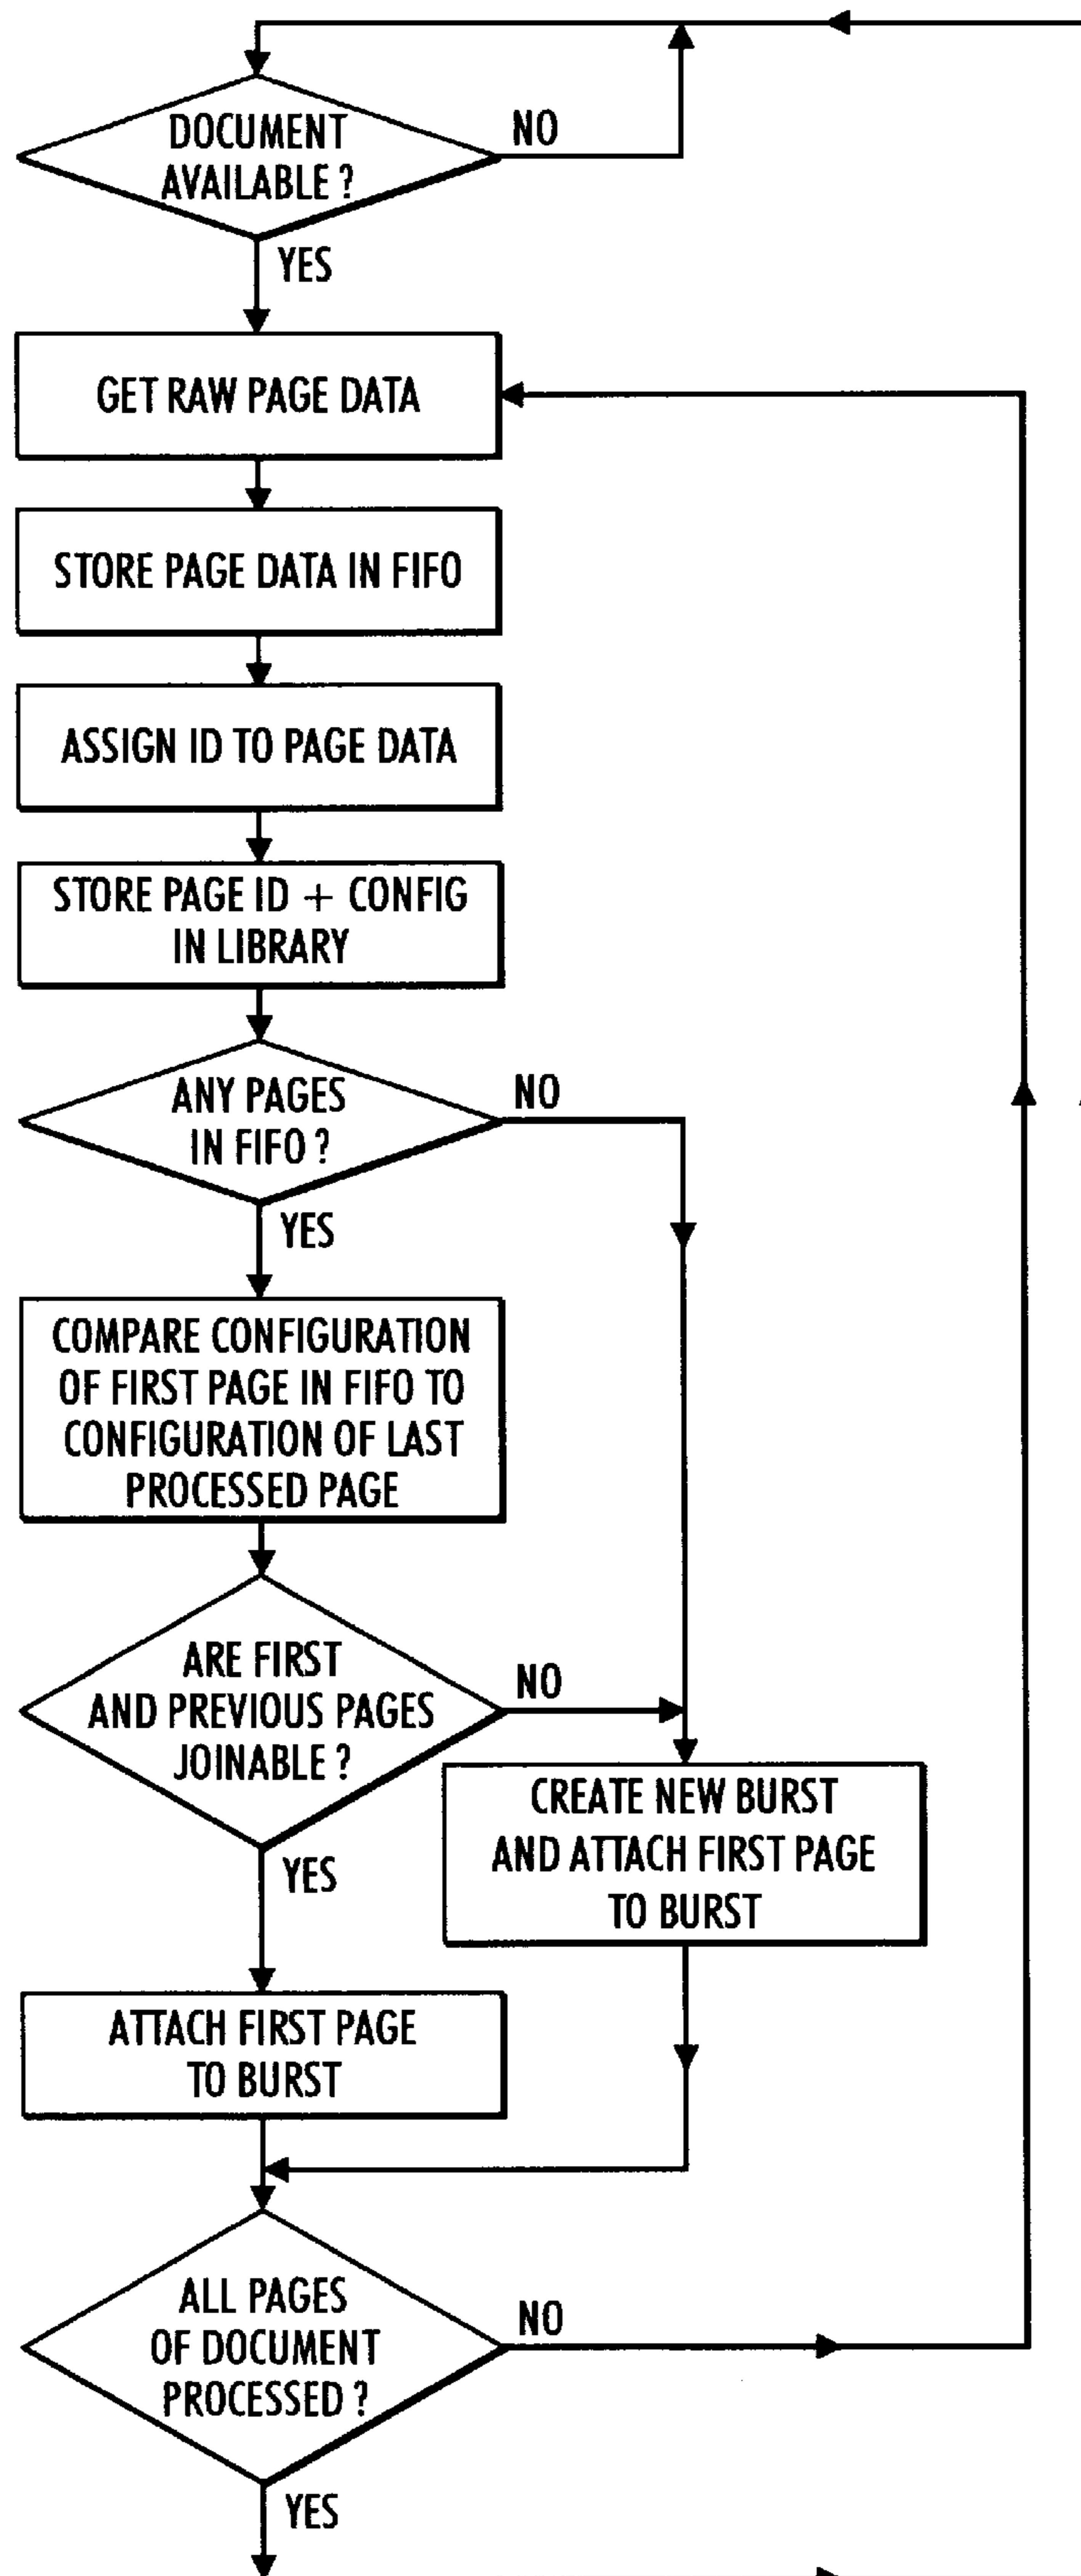 DOCUMENT
AVAILABLE ?
NO
YES
GET RAW PAGE DATA
STORE PAGE DATA IN FIFO
ASSIGN ID TO PAGE DATA
STORE PAGE ID + CONFIG
IN LIBRARY
ANY PAGES
IN FIFO ?
NO
YES
COMPARE CONFIGURATION
OF FIRST PAGE IN FIFO TO
CONFIGURATION OF LAST
PROCESSED PAGE
ARE FIRST
AND PREVIOUS PAGES
JOINABLE ?
NO
YES
CREATE NEW BURST
AND ATTACH FIRST PAGE
TO BURST
ATTACH FIRST PAGE
TO BURST
ALL PAGES
OF DOCUMENT
PROCESSED ?
NO
YES